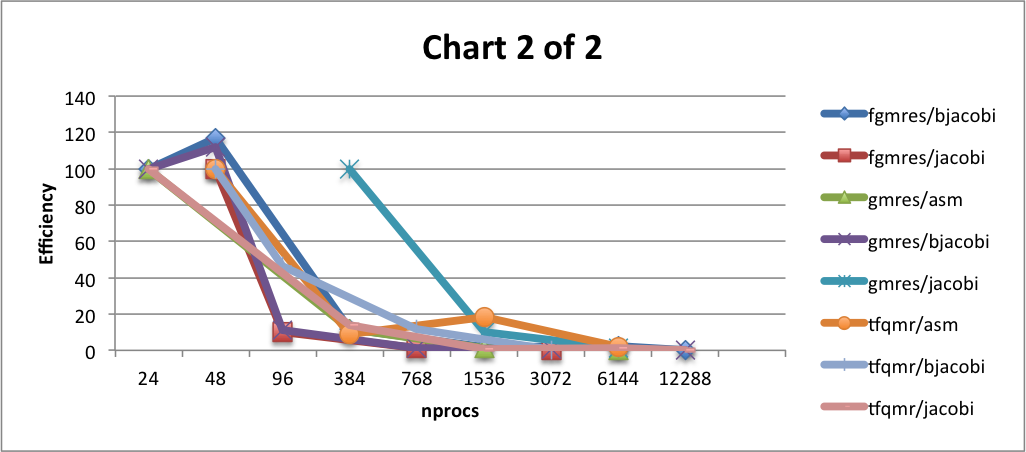 Chart 2 of 2
Efficiency
140
120
100
80
60
40
20
0
24 48 96 384 768 1536 3072 6144 12288
nprocs
fgmres/bjacobi
fgmres/jacobi
gmres/asm
gmres/bjacobi
gmres/jacobi
tfqmr/asm
tfqmr/bjacobi
tfqmr/jacobi